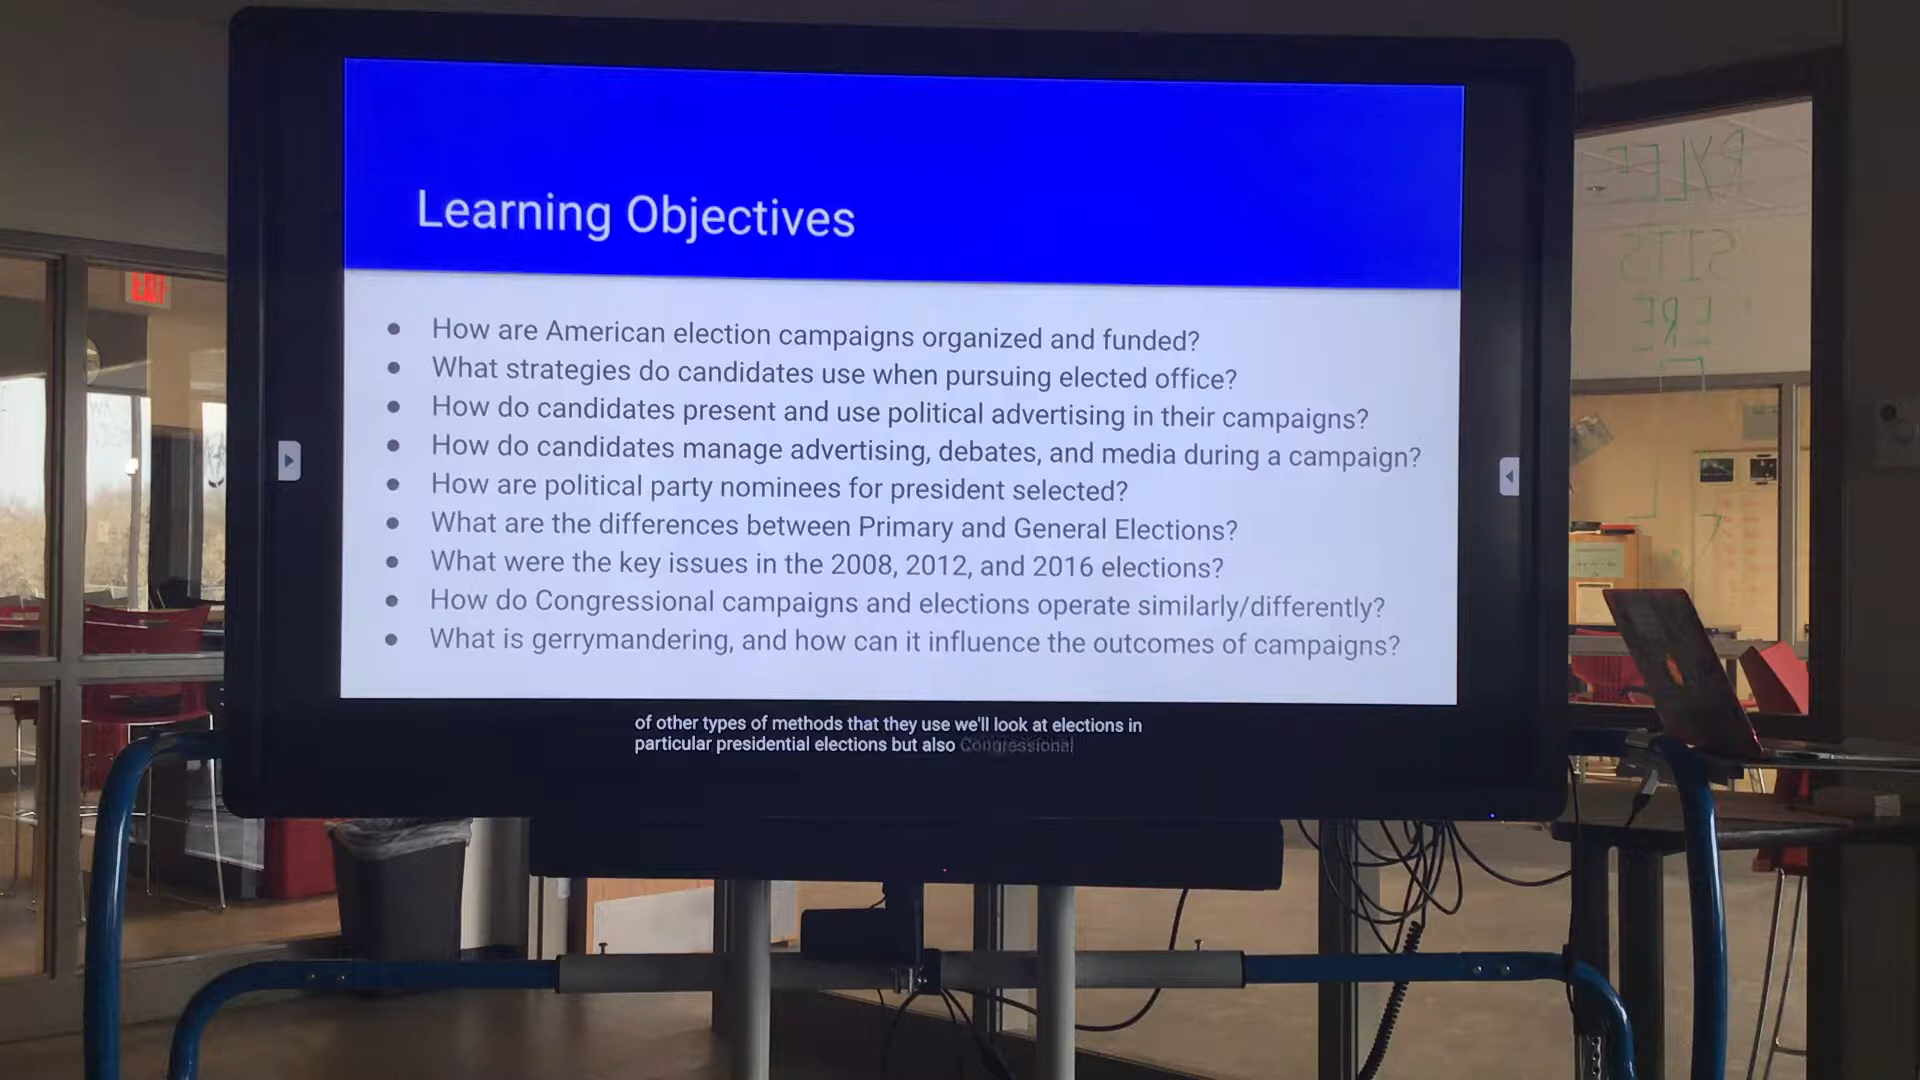 Learning Objectives
● How are American election campaigns organized and funded?
● What strategies do candidates use when pursuing elected office?
● How do candidates present and use political advertising in their campaigns?
● How do candidates manage advertising, debates, and media during a campaign?
● How are political party nominees for president selected?
● What are the differences between Primary and General Elections?
● What were the key issues in the 2008, 2012, and 2016 elections?
● How do Congressional campaigns and elections operate similarly/differently?
● What is gerrymandering, and how can it influence the outcomes of campaigns?
of other types of methods that they use we'll look at elections in
particular presidential elections but also Congressional
EXIT
RYLEE
SITS